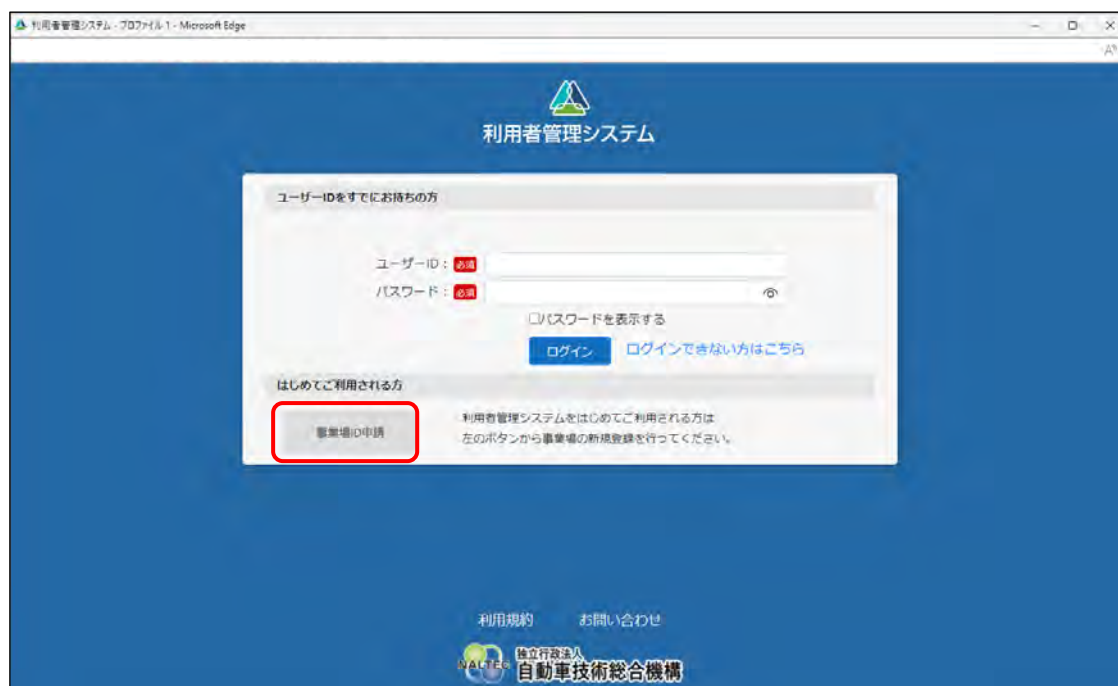 利用者管理システム - プロファイル 1 - Microsoft Edge
利用者管理システム
ユーザーIDをすでにお持ちの方
ユーザーID： 必須
パスワード： 必須
パスワードを表示する
ログイン ログインできない方はこちら
はじめてご利用される方
事業場ID申請
利用者管理システムをはじめてご利用される方は
左のボタンから事業場の新規登録を行ってください。
利用規約 お問い合わせ
NALTEC 独立行政法人
自動車技術総合機構